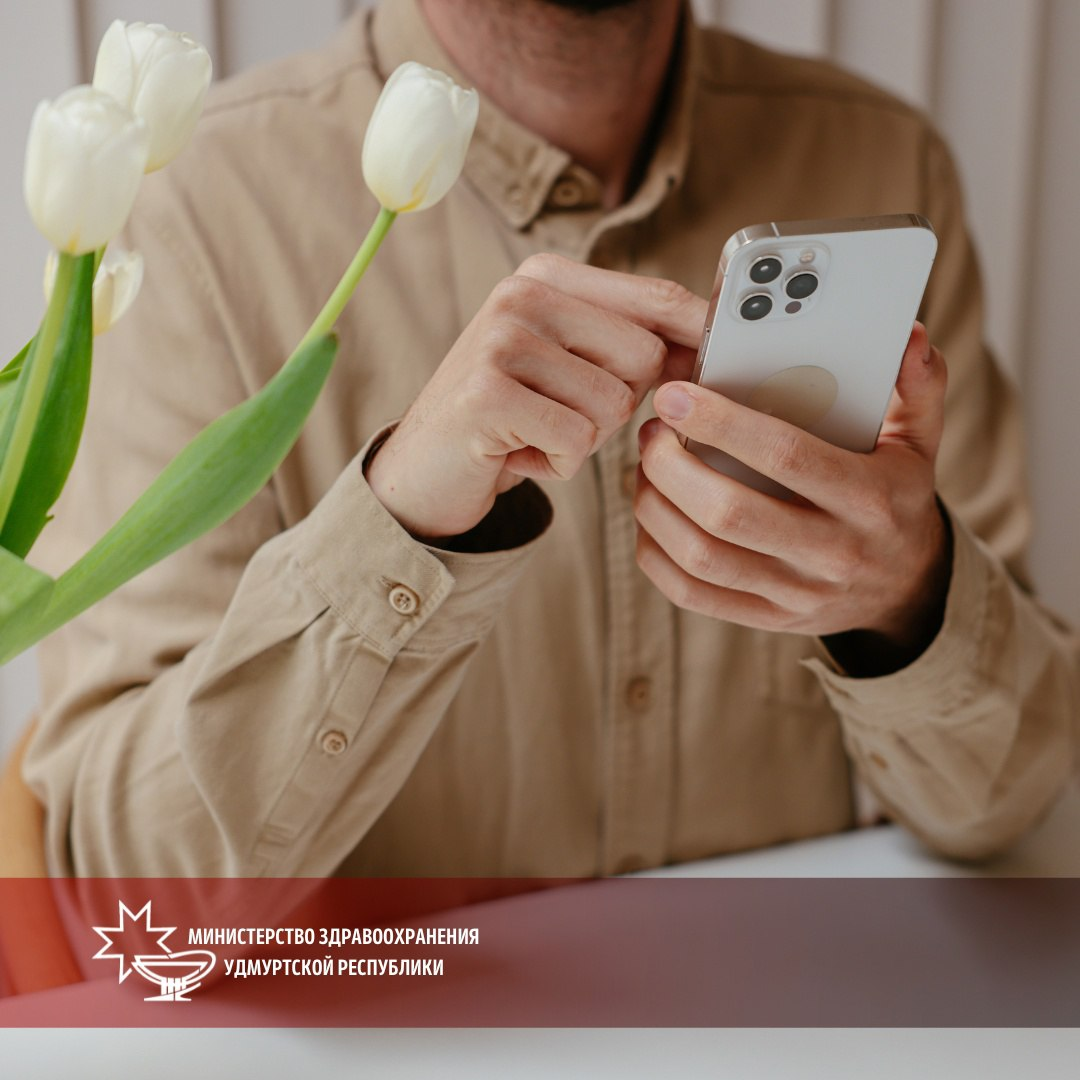 МИНИСТЕРСТВО ЗДРАВООХРАНЕНИЯ
УДМУРТСКОЙ РЕСПУБЛИКИ